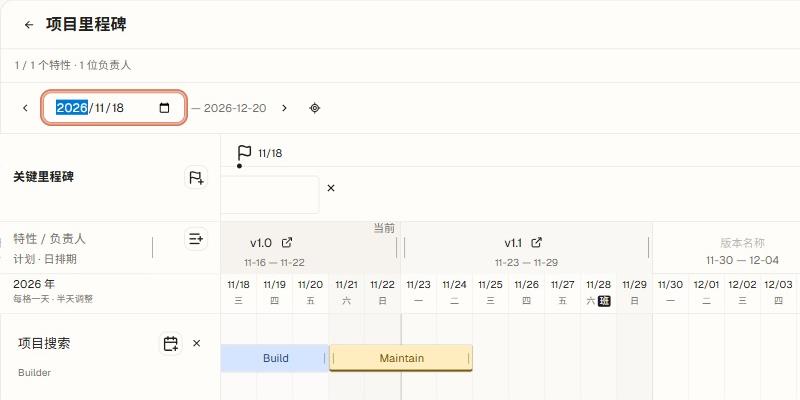 项目里程碑
1 / 1 个特性 · 1 位负责人
2026/11/18 — 2026-12-20
11/18
关键里程碑
当前
特性 / 负责人 v1.0 v1.1 版本名称
计划 · 日排期 11-16 — 11-22 11-23 — 11-29 11-30 — 12-04
2026 年 11/18 11/19 11/20 11/21 11/22 11/23 11/24 11/25 11/26 11/27 11/28 11/29 11/30 12/01 12/02 12/03
每格一天 · 半天调整 三 四 五 六 日 一 二 三 四 五 六 班 日 一 二 三 四
项目搜索
Build Maintain
Builder